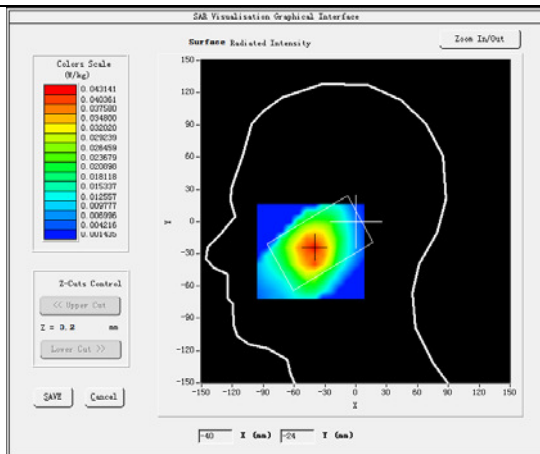 SAR Visualisation Graphical Interface
Surface Radiated Intensity
Zoom In/Out
Colors Scale
(W/kg)
0.043141
0.040361
0.037580
0.034800
0.032020
0.029239
0.026459
0.023679
0.020898
0.018118
0.015337
0.012557
0.009777
0.006996
0.004216
0.001435
Z-Cuts Control
<< Upper Cut
Z = 3.2 mm
Lower Cut >>
SAVE Cancel
150
120
90
60
30
0
-30
-60
-90
-120
-150
Y
-150 -120 -90 -60 -30 0 30 60 90 120 150
X
-40 X (mm) -24 Y (mm)